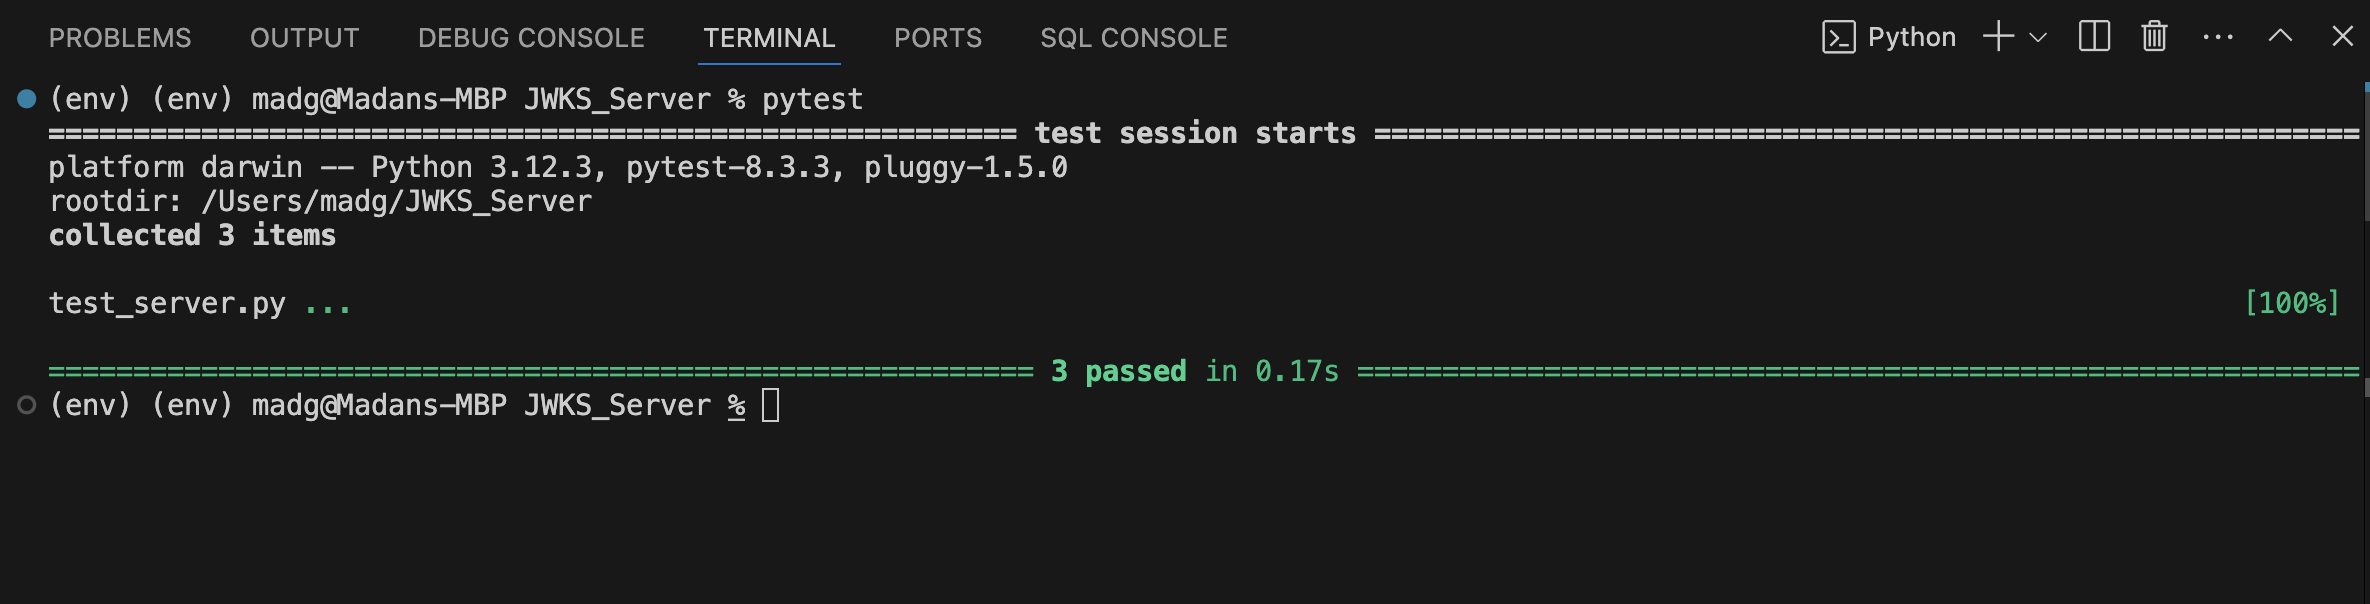 PROBLEMS OUTPUT DEBUG CONSOLE TERMINAL PORTS SQL CONSOLE Python
(env) (env) madg@Madans-MBP JWKS_Server % pytest
========================================================= test session starts ==========================================================
platform darwin -- Python 3.12.3, pytest-8.3.3, pluggy-1.5.0
rootdir: /Users/madg/JWKS_Server
collected 3 items
test_server.py ... [100%]
========================================================== 3 passed in 0.17s ===========================================================
(env) (env) madg@Madans-MBP JWKS_Server %